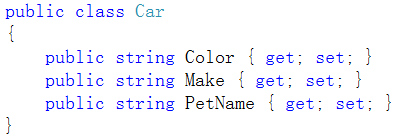 public class Car
{
    public string Color { get; set; }
    public string Make { get; set; }
    public string PetName { get; set; }
}